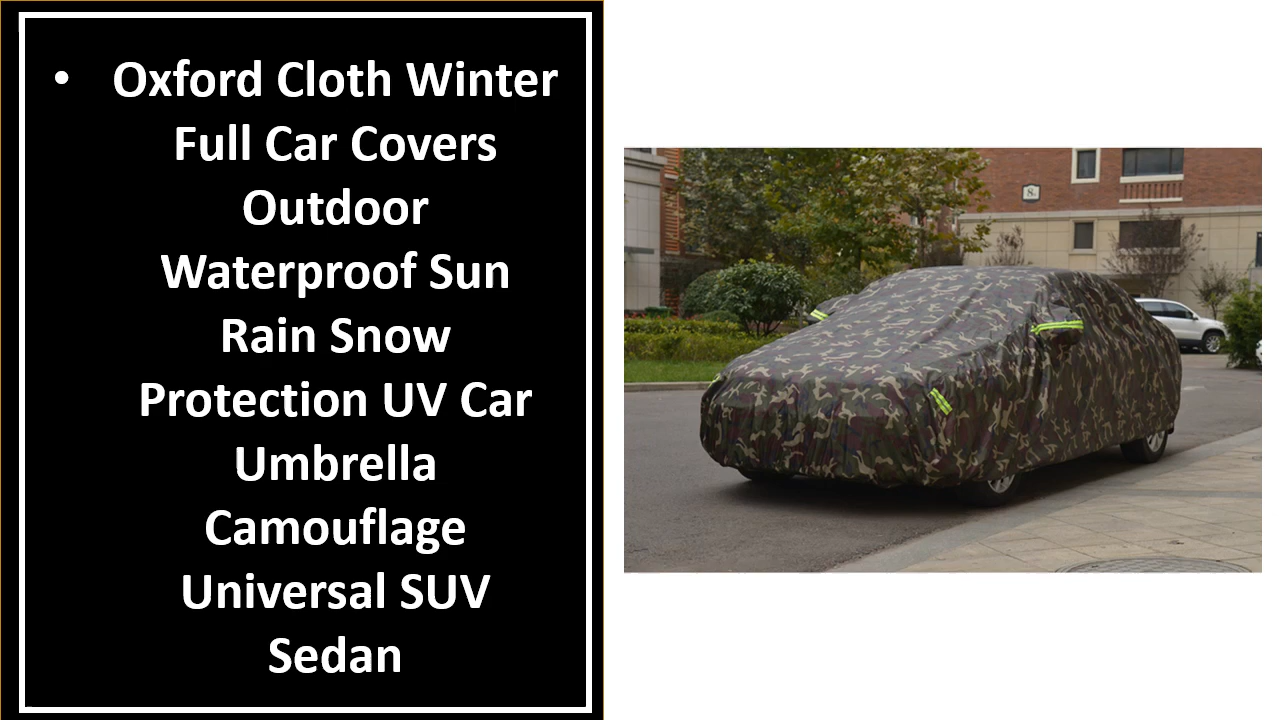 • Oxford Cloth Winter
Full Car Covers
Outdoor
Waterproof Sun
Rain Snow
Protection UV Car
Umbrella
Camouflage
Universal SUV
Sedan